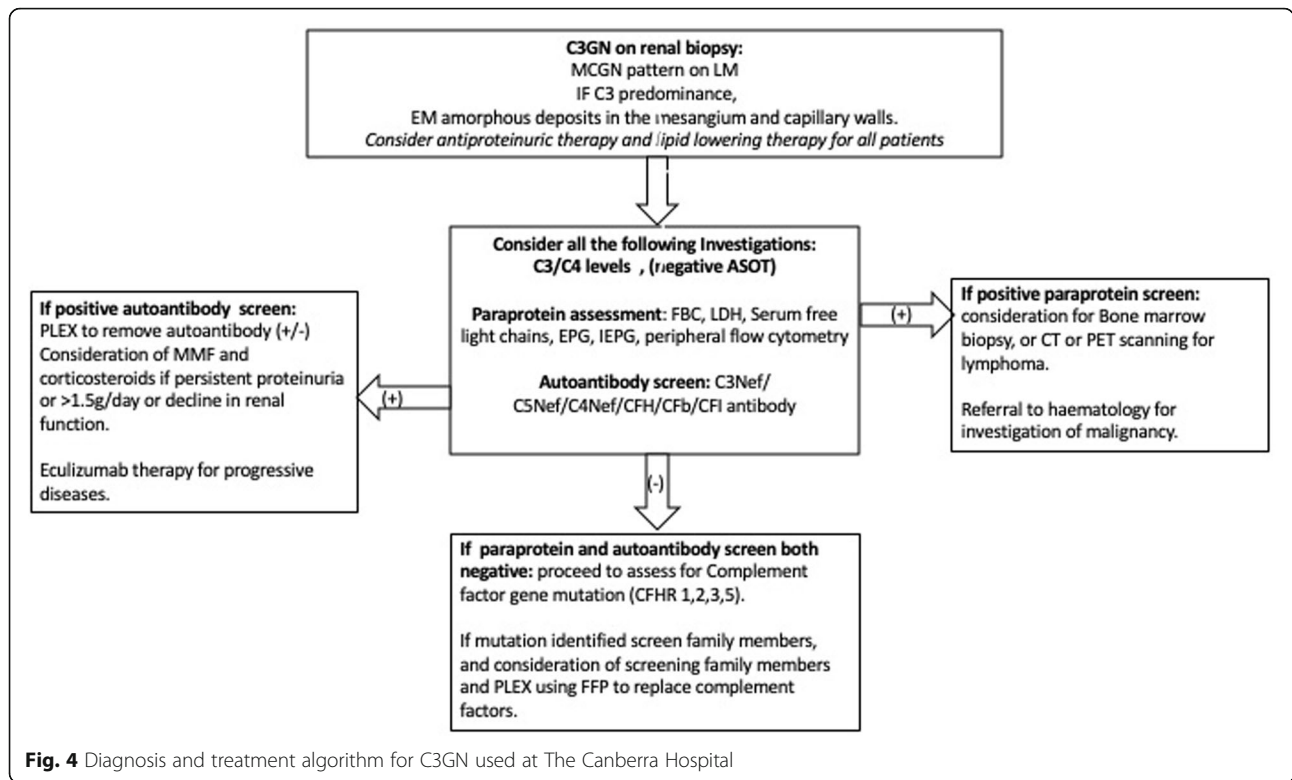 C3GN on renal biopsy:
MCGN pattern on LM
IF C3 predominance,
EM amorphous deposits in the mesangium and capillary walls.
Consider antiproteinuric therapy and lipid lowering therapy for all patients
Consider all the following Investigations:
C3/C4 levels , (negative ASOT)
Paraprotein assessment: FBC, LDH, Serum free
light chains, EPG, IEPG, peripheral flow cytometry
Autoantibody screen: C3Nef/
C5Nef/C4Nef/CFH/CFb/CFI antibody
(+)
If positive autoantibody screen:
PLEX to remove autoantibody (+/-)
Consideration of MMF and
corticosteroids if persistent proteinuria
or >1.5g/day or decline in renal
function.
Eculizumab therapy for progressive
diseases.
(+)
If positive paraprotein screen:
consideration for Bone marrow
biopsy, or CT or PET scanning for
lymphoma.
Referral to haematology for
investigation of malignancy.
(-)
If paraprotein and autoantibody screen both
negative: proceed to assess for Complement
factor gene mutation (CFHR 1,2,3,5).
If mutation identified screen family members,
and consideration of screening family members
and PLEX using FFP to replace complement
factors.
Fig. 4 Diagnosis and treatment algorithm for C3GN used at The Canberra Hospital